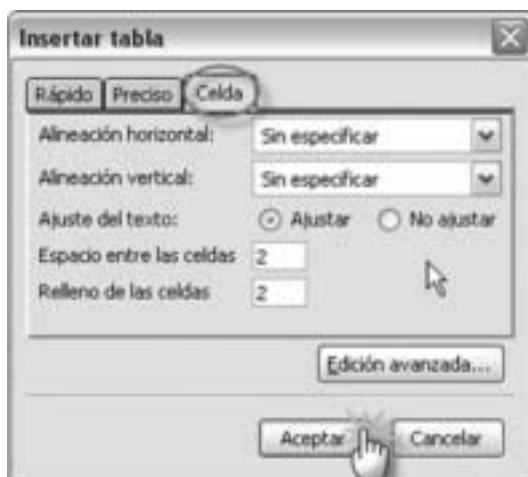 Insertar tabla
Rápido Preciso Celda
Alineación horizontal: Sin especificar
Alineación vertical: Sin especificar
Ajuste del texto: Ajustar No ajustar
Espacio entre las celdas 2
Relleno de las celdas 2
Edición avanzada...
Aceptar Cancelar